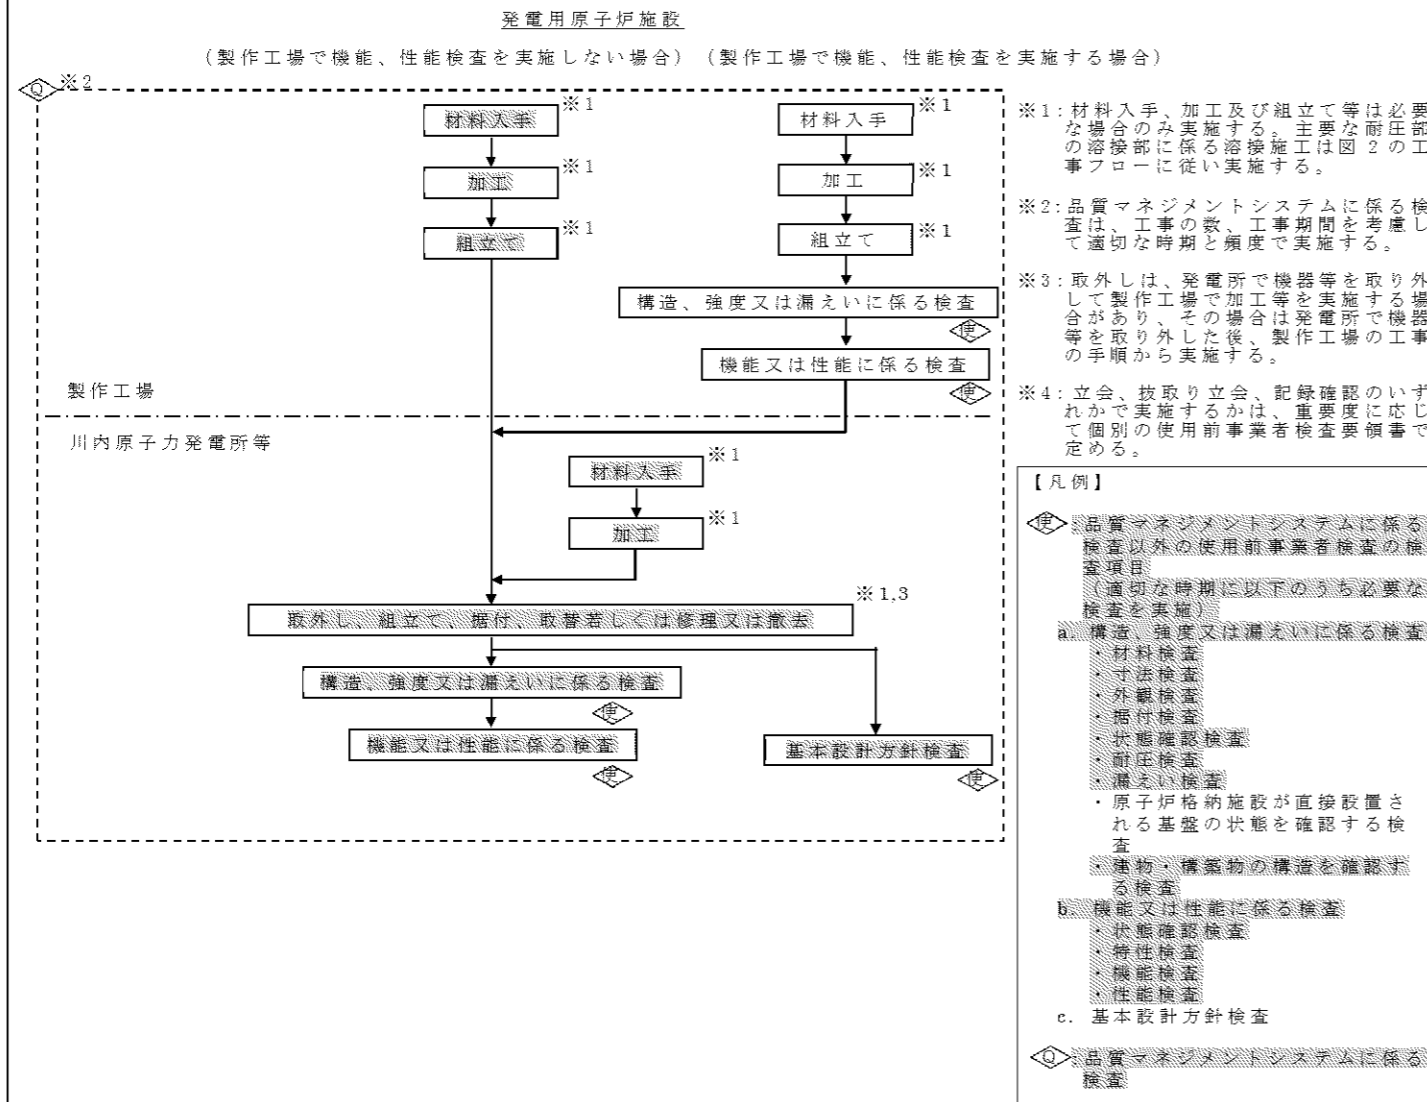 発電用原子炉施設
（製作工場で機能、性能検査を実施しない場合）（製作工場で機能、性能検査を実施する場合）
Q ※2
材料入手 ※1
加工 ※1
組立て ※1
材料入手 ※1
加工 ※1
組立て ※1
構造、強度又は漏えいに係る検査
使
機能又は性能に係る検査
使
製作工場
川内原子力発電所等
材料入手 ※1
加工 ※1
取外し、組立て、据付、取替若しくは修理又は撤去 ※1,3
構造、強度又は漏えいに係る検査
使
機能又は性能に係る検査
使
基本設計方針検査
使
※1：材料入手、加工及び組立て等は必要
な場合のみ実施する。主要な耐圧部
の溶接部に係る溶接施工は図2の工
事フローに従い実施する。
※2：品質マネジメントシステムに係る検
査は、工事の数、工事期間を考慮し
て適切な時期と頻度で実施する。
※3：取外しは、発電所で機器等を取り外
して製作工場で加工等を実施する場
合があり、その場合は発電所で機器
等を取り外した後、製作工場の工事
の手順から実施する。
※4：立会、抜取り立会、記録確認のいず
れかで実施するかは、重要度に応じ
て個別の使用前事業者検査要領書で
定める。
【凡例】
使：品質マネジメントシステムに係る
検査以外の使用前事業者検査の検
査項目
（適切な時期に以下のうち必要な
検査を実施）
a. 構造、強度又は漏えいに係る検査
・材料検査
・寸法検査
・外観検査
・据付検査
・状態確認検査
・耐圧検査
・漏えい検査
・原子炉格納施設が直接設置さ
れる基盤の状態を確認する検
査
・建物・構築物の構造を確認す
る検査
b. 機能又は性能に係る検査
・状態確認検査
・特性検査
・機能検査
・性能検査
c. 基本設計方針検査
Q：品質マネジメントシステムに係る
検査